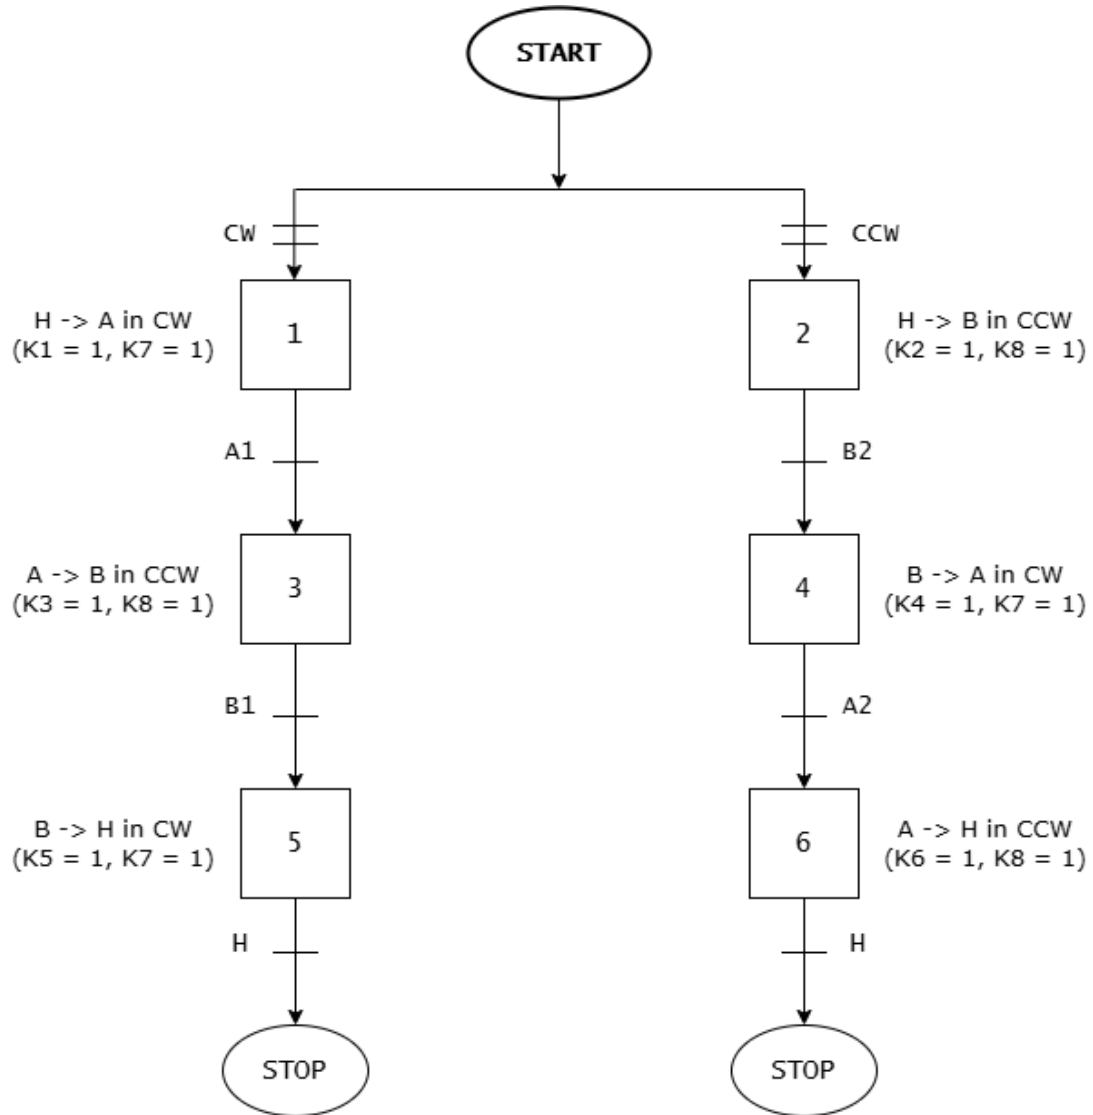 START
CW
CCW
H -> A in CW
(K1 = 1, K7 = 1)
1
2
H -> B in CCW
(K2 = 1, K8 = 1)
A1
B2
A -> B in CCW
(K3 = 1, K8 = 1)
3
4
B -> A in CW
(K4 = 1, K7 = 1)
B1
A2
B -> H in CW
(K5 = 1, K7 = 1)
5
6
A -> H in CCW
(K6 = 1, K8 = 1)
H
H
STOP
STOP